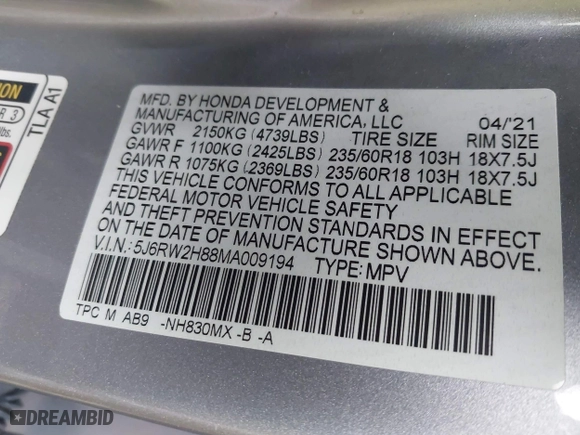 ION
R 3
lbs.
TLA A1
MFD. BY HONDA DEVELOPMENT &
MANUFACTURING OF AMERICA, LLC 04/'21
GVWR 2150KG (4739LBS) TIRE SIZE RIM SIZE
GAWR F 1100KG (2425LBS) 235/60R18 103H 18X7.5J
GAWR R 1075KG (2369LBS) 235/60R18 103H 18X7.5J
THIS VEHICLE CONFORMS TO ALL APPLICABLE
FEDERAL MOTOR VEHICLE SAFETY
AND THEFT PREVENTION STANDARDS IN EFFECT
ON THE DATE OF MANUFACTURE SHOWN ABOVE.
V.I.N.: 5J6RW2H88MA009194 TYPE: MPV
TPC M AB9 -NH830MX -B -A
DREAMBID